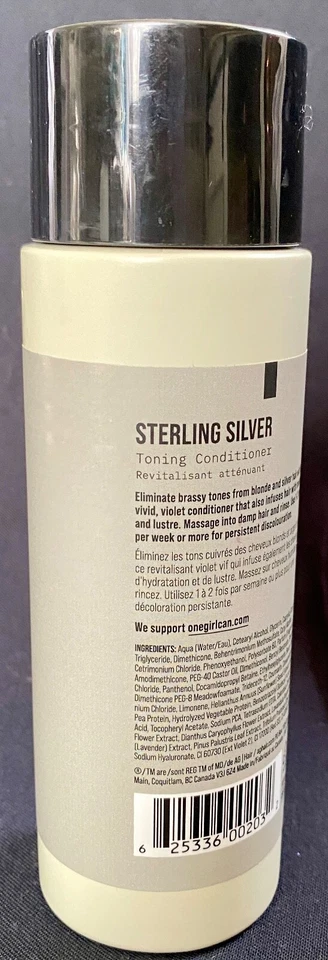 STERLING SILVER
Toning Conditioner
Revitalisant atténuant
Eliminate brassy tones from blonde and silver
vivid, violet conditioner that also infuses hair
and lustre. Massage into damp hair and rinse.
per week or more for persistent discolouration.
Éliminez les tons cuivrés des cheveux blonds
ce revitalisant violet vif qui infuse également
d'hydratation et de lustre. Massez sur cheveux
rincez. Utilisez 1 à 2 fois par semaine ou plus
décoloration persistante.
We support onegirlcan.com
INGREDIENTS: Aqua (Water/Eau), Cetearyl Alcohol,
Triglyceride, Dimethicone, Behentrimonium
Cetrimonium Chloride, Phenoxyethanol,
Amodimethicone, PEG-40 Castor Oil,
Chloride, Panthenol, Cocamidopropyl Betaine,
Dimethicone PEG-8 Meadowfoamate,
nium Chloride, Limonene, Helianthus Annuus
Pea Protein, Hydrolyzed Vegetable Protein,
Acid, Tocopheryl Acetate, Sodium PCA,
Flower Extract, Dianthus Caryophyllus Flower Extract,
(Lavender) Extract, Pinus Palustris Leaf Extract,
Sodium Hyaluronate, CI 60730 (Ext Violet 2),
®/TM are/sont REG TM of MD/de AG Hair
Main, Coquitlam, BC Canada V3J 6Z4 Made in/Fabriqué
6 25336 00203